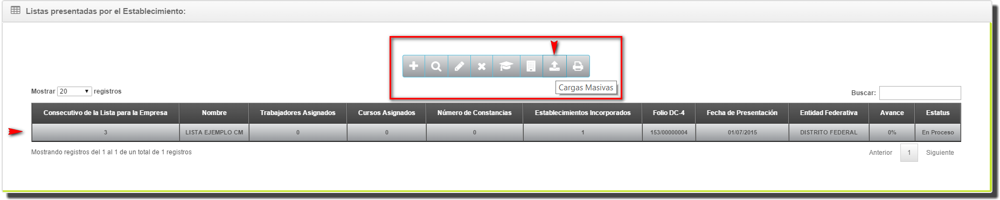 Listas presentadas por el Establecimiento:
Cargas Masivas
Mostrar 20 registros
Buscar:
Consecutivo de la Lista para la Empresa Nombre Trabajadores Asignados Cursos Asignados Número de Constancias Establecimientos Incorporados Folio DC-4 Fecha de Presentación Entidad Federativa Avance Estatus
3 LISTA EJEMPLO CM 0 0 0 1 153/00000004 01/07/2015 DISTRITO FEDERAL 0% En Proceso
Mostrando registros del 1 al 1 de un total de 1 registros
Anterior 1 Siguiente